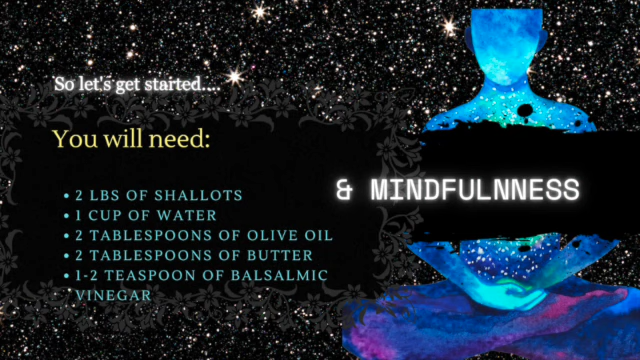 So let's get started....
You will need:
• 2 LBS OF SHALLOTS
• 1 CUP OF WATER
• 2 TABLESPOONS OF OLIVE OIL
• 2 TABLESPOONS OF BUTTER
• 1-2 TEASPOON OF BALSALMIC
VINEGAR
& MINDFULNNESS